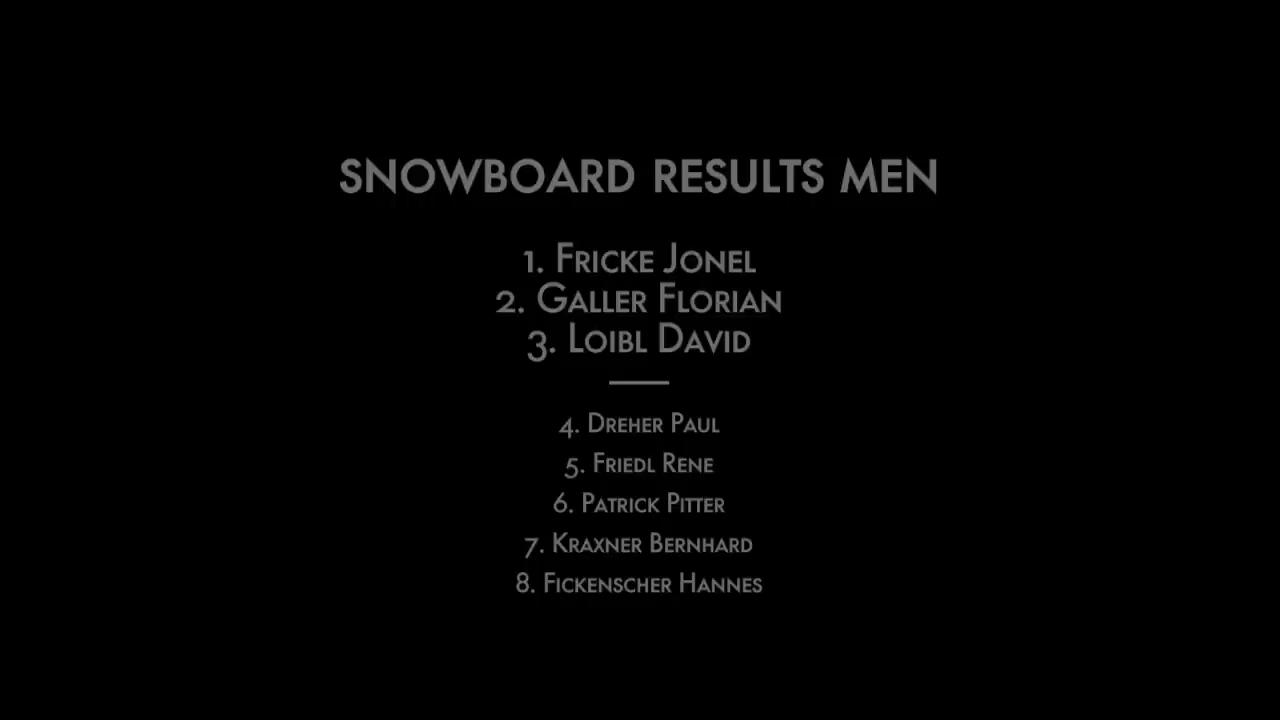 SNOWBOARD RESULTS MEN
1. FRICKE JONEL
2. GALLER FLORIAN
3. LOIBL DAVID
4. DREHER PAUL
5. FRIEDL RENE
6. PATRICK PITTER
7. KRAXNER BERNHARD
8. FICKENSCHER HANNES